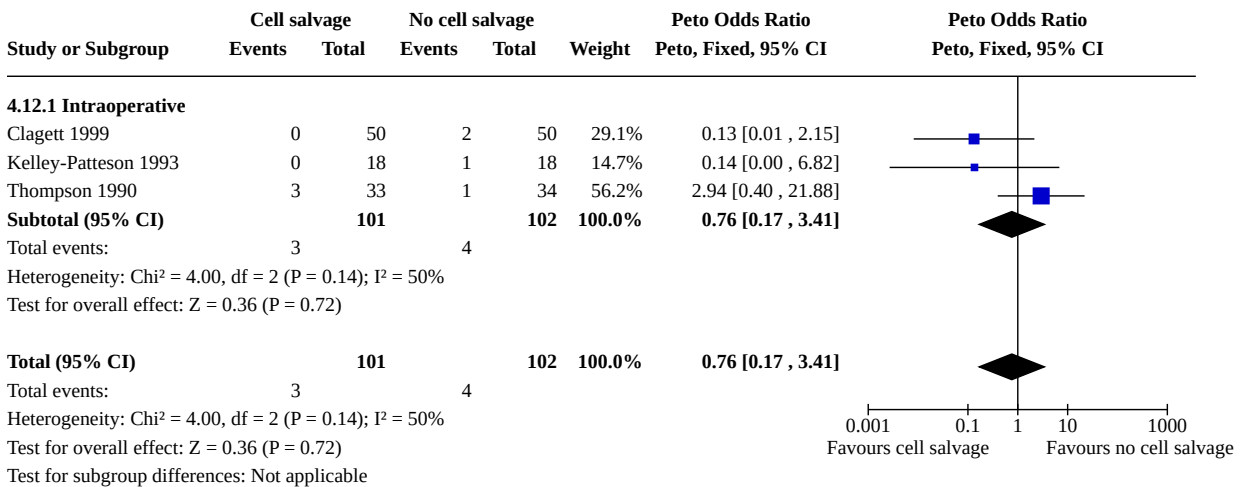 Cell salvage No cell salvage Peto Odds Ratio Peto Odds Ratio
Study or Subgroup Events Total Events Total Weight Peto, Fixed, 95% CI Peto, Fixed, 95% CI
4.12.1 Intraoperative
Clagett 1999 0 50 2 50 29.1% 0.13 [0.01 , 2.15]
Kelley-Patteson 1993 0 18 1 18 14.7% 0.14 [0.00 , 6.82]
Thompson 1990 3 33 1 34 56.2% 2.94 [0.40 , 21.88]
Subtotal (95% CI) 101 102 100.0% 0.76 [0.17 , 3.41]
Total events: 3 4
Heterogeneity: Chi² = 4.00, df = 2 (P = 0.14); I² = 50%
Test for overall effect: Z = 0.36 (P = 0.72)
Total (95% CI) 101 102 100.0% 0.76 [0.17 , 3.41]
Total events: 3 4
Heterogeneity: Chi² = 4.00, df = 2 (P = 0.14); I² = 50%
0.001 0.1 1 10 1000
Test for overall effect: Z = 0.36 (P = 0.72) Favours cell salvage Favours no cell salvage
Test for subgroup differences: Not applicable